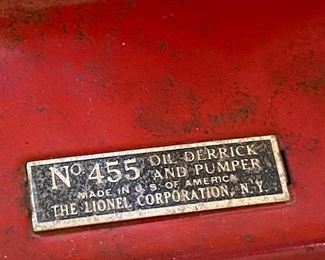 No. 455 OIL DERRICK
AND PUMPER
MADE IN U.S. OF AMERICA
THE LIONEL CORPORATION, N.Y.